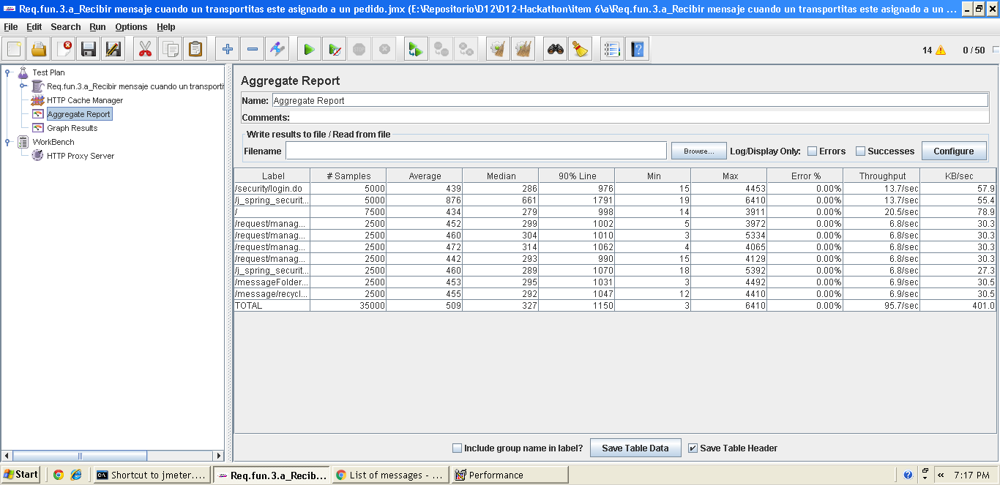 Req.fun.3.a_Recibir mensaje cuando un transportitas este asignado a un pedido.jmx (E:\Repositorio\D12\D12-Hackathon\item 6\a\Req.fun.3.a_Recibir mensaje cuando un transportitas este asignado a un ...
File Edit Search Run Options Help
14 0 / 50
Test Plan
Req.fun.3.a_Recibir mensaje cuando un transporti
HTTP Cache Manager
Aggregate Report
Graph Results
WorkBench
HTTP Proxy Server
Aggregate Report
Name: Aggregate Report
Comments:
Write results to file / Read from file
Filename Browse... Log/Display Only: Errors Successes Configure
Label # Samples Average Median 90% Line Min Max Error % Throughput KB/sec
/security/login.do 5000 439 286 976 15 4453 0.00% 13.7/sec 57.9
/j_spring_securit... 5000 876 661 1791 19 6410 0.00% 13.7/sec 55.4
/ 7500 434 279 998 14 3911 0.00% 20.5/sec 78.9
/request/manag... 2500 452 299 1002 5 3972 0.00% 6.8/sec 30.3
/request/manag... 2500 460 304 1010 3 5334 0.00% 6.8/sec 30.3
/request/manag... 2500 472 314 1062 4 4065 0.00% 6.8/sec 30.3
/request/manag... 2500 442 293 990 15 4129 0.00% 6.8/sec 30.3
/j_spring_securit... 2500 460 289 1070 18 5392 0.00% 6.8/sec 27.3
/messageFolder... 2500 453 295 1031 3 4492 0.00% 6.9/sec 30.5
/message/recycl... 2500 455 292 1047 12 4410 0.00% 6.9/sec 30.5
TOTAL 35000 509 327 1150 3 6410 0.00% 95.7/sec 401.0
Include group name in label? Save Table Data Save Table Header
Start Shortcut to jmeter.... Req.fun.3.a_Recib... List of messages - ... Performance 7:17 PM